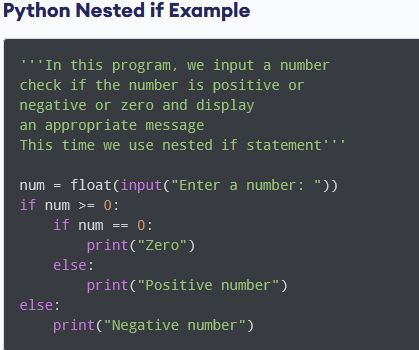 Python Nested if Example
'''In this program, we input a number
check if the number is positive or
negative or zero and display
an appropriate message
This time we use nested if statement'''
num = float(input("Enter a number: "))
if num >= 0:
    if num == 0:
        print("Zero")
    else:
        print("Positive number")
else:
    print("Negative number")